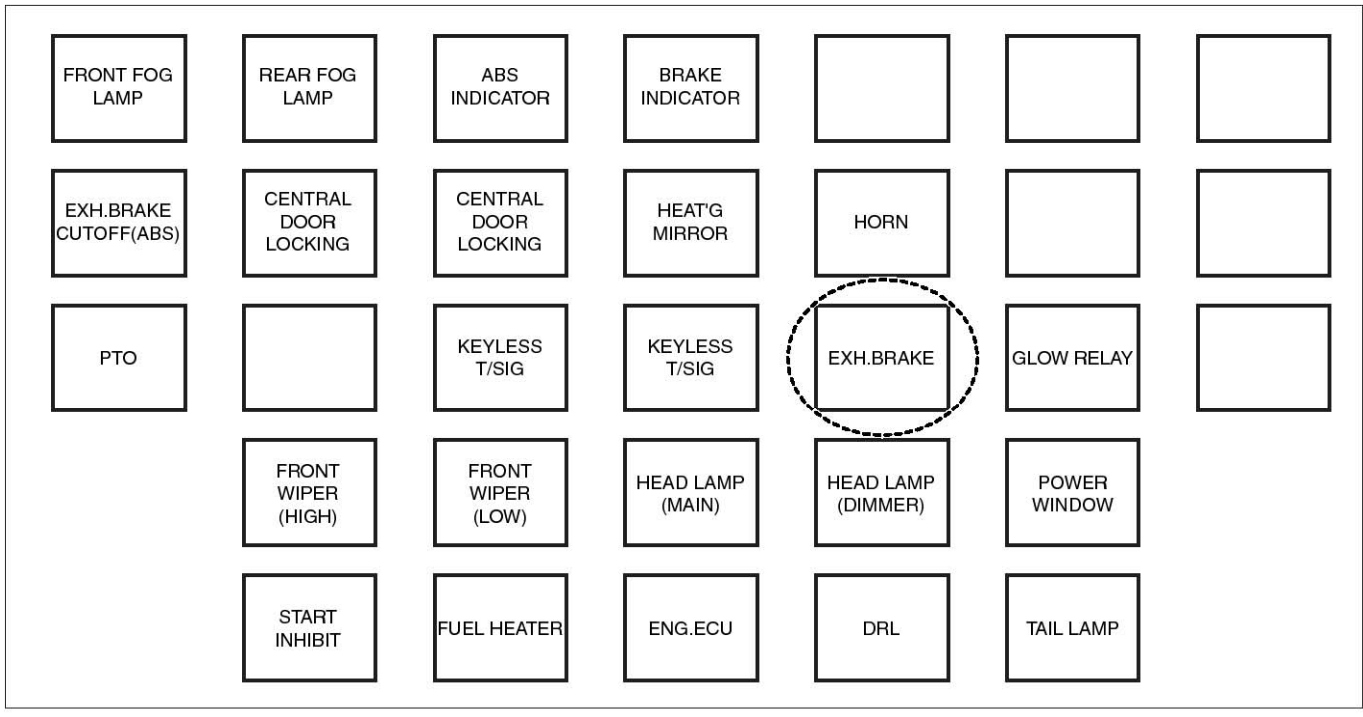 FRONT FOG
LAMP
REAR FOG
LAMP
ABS
INDICATOR
BRAKE
INDICATOR
EXH.BRAKE
CUTOFF(ABS)
CENTRAL
DOOR
LOCKING
CENTRAL
DOOR
LOCKING
HEAT'G
MIRROR
HORN
PTO
KEYLESS
T/SIG
KEYLESS
T/SIG
EXH.BRAKE
GLOW RELAY
FRONT
WIPER
(HIGH)
FRONT
WIPER
(LOW)
HEAD LAMP
(MAIN)
HEAD LAMP
(DIMMER)
POWER
WINDOW
START
INHIBIT
FUEL HEATER
ENG.ECU
DRL
TAIL LAMP